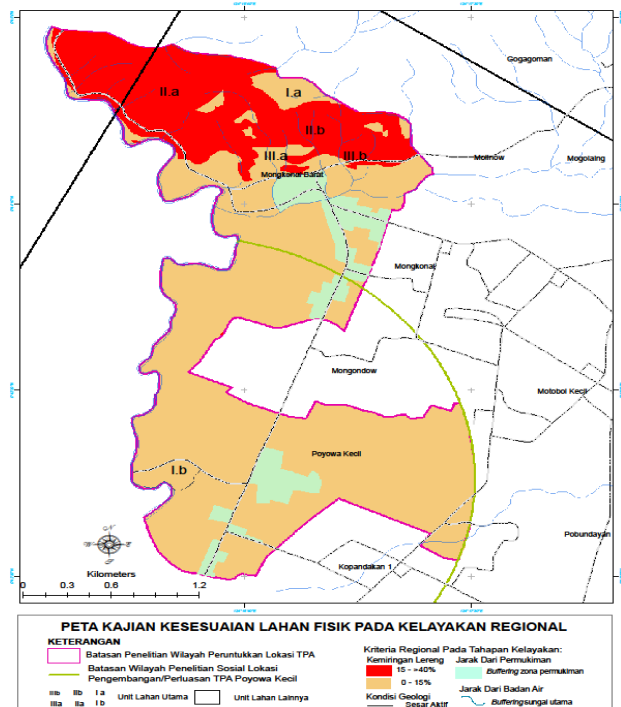 Gogagoman
I.a
II.a
II.b
III.a
III.b
Molinow
Mogolaing
Mongkonai Barat
Mongkonai
Mongondow
Motoboi Kecil
Poyowa Kecil
I.b
Pobundayan
Kopandakan 1
Kilometers
0 0.3 0.6 1.2
PETA KAJIAN KESESUAIAN LAHAN FISIK PADA KELAYAKAN REGIONAL
KETERANGAN
Batasan Penelitian Wilayah Peruntukkan Lokasi TPA
Batasan Wilayah Penelitian Sosial Lokasi
Pengembangan/Perluasan TPA Poyowa Kecil
IIIb IIb I a
IIIa IIa I b
Unit Lahan Utama
Unit Lahan Lainnya
Kriteria Regional Pada Tahapan Kelayakan:
Kemiringan Lereng
15 - >40%
0 - 15%
Kondisi Geologi
Sesar Aktif
Jarak Dari Permukiman
Buffering zona permukiman
Jarak Dari Badan Air
Buffering sungai utama